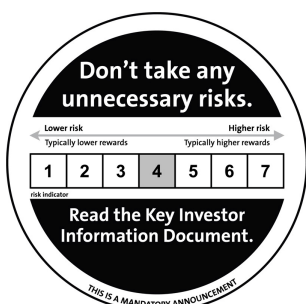 Don't take any
unnecessary risks.
Lower risk Higher risk
Typically lower rewards Typically higher rewards
1 2 3 4 5 6 7
risk indicator
Read the Key Investor
Information Document.
THIS IS A MANDATORY ANNOUNCEMENT